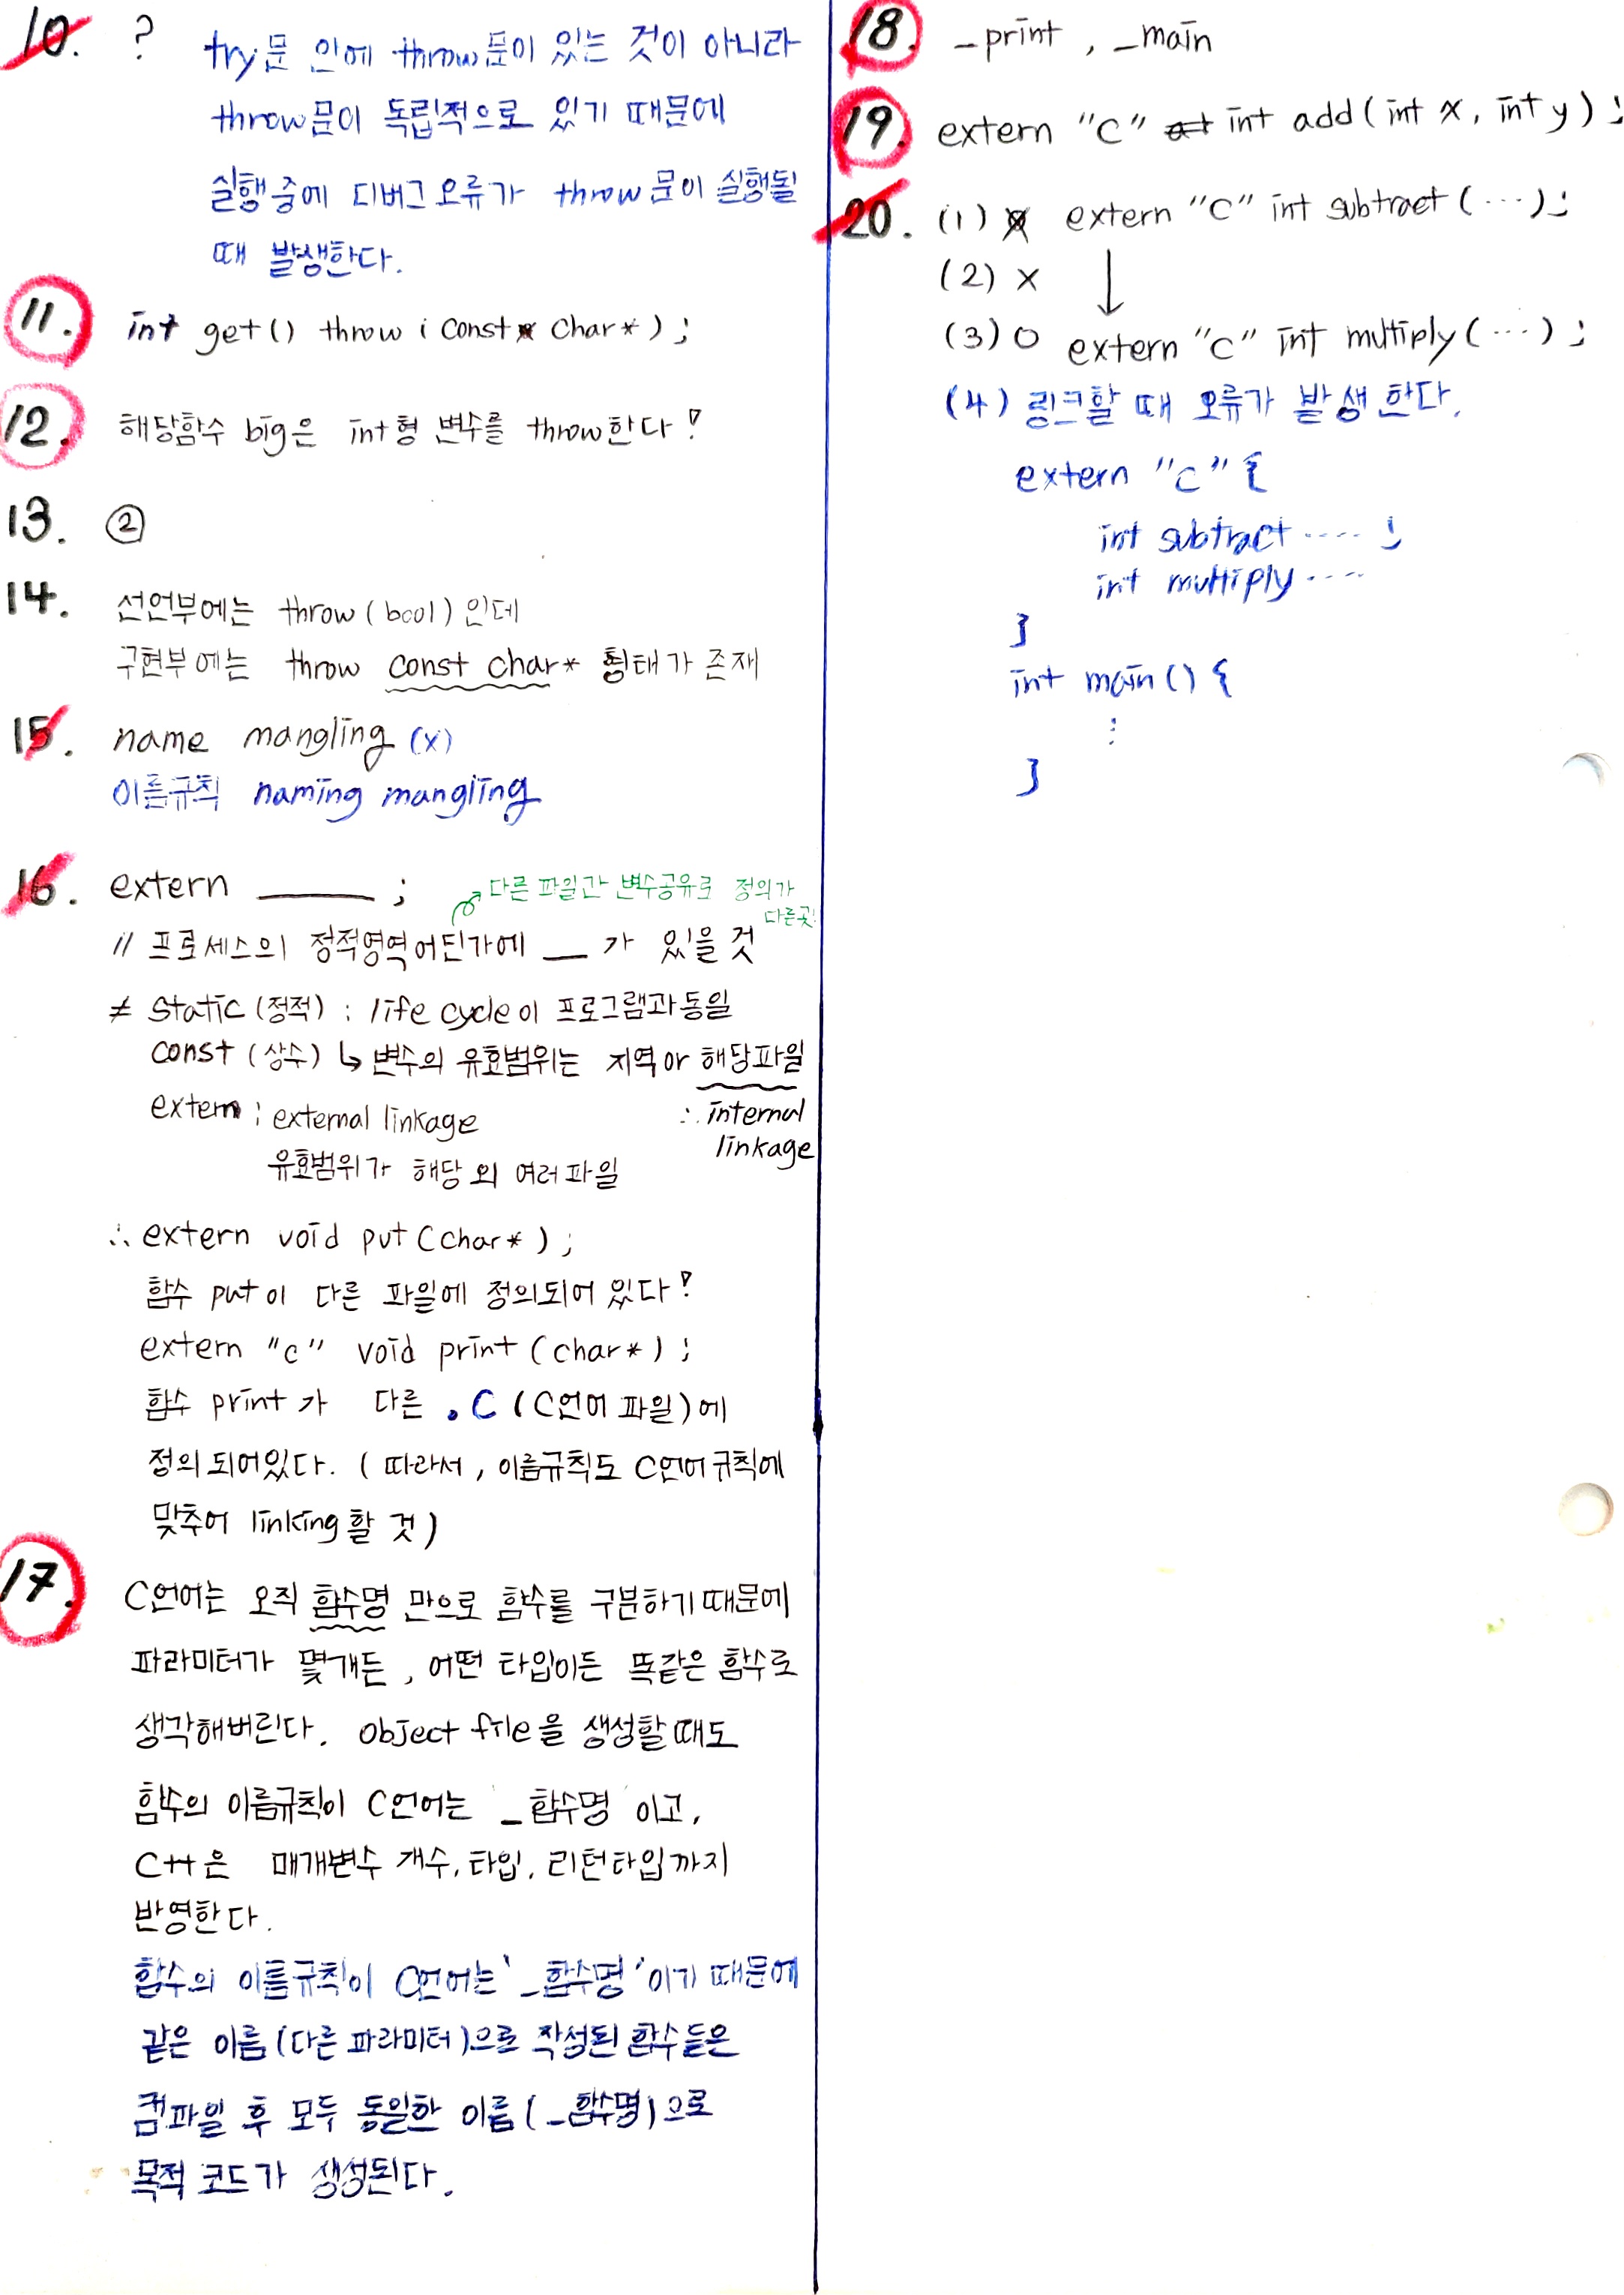 10. ? try문 안에 throw문이 있는 것이 아니라
throw문이 독립적으로 있기 때문에
실행중에 디버그오류가 throw문이 실행될
때 발생한다.
11. int get() throw (const char*);
12. 해당함수 big은 int형 변수를 throw한다!
13. ②
14. 선언부에는 throw(bool)인데
구현부에는 throw const char* 형태가 존재
15. name mangling (x)
이름규칙 naming mangling
16. extern ____ ;
다른 파일간 변수공유로 정의가
다른곳!
// 프로세스의 정적영역어딘가에 __ 가 있을 것
≠ static(정적) : life cycle이 프로그램과동일
const(상수) ↳ 변수의 유효범위는 지역or 해당파일
extern : external linkage
∴ internal
linkage
유효범위가 해당 외 여러파일
∴ extern void put(char*);
함수 put이 다른 파일에 정의되어 있다!
extern "c" void print(char*);
함수 print가 다른 .C (C언어 파일)에
정의되어있다. (따라서, 이름규칙도 C언어규칙에
맞추어 linking할 것)
17. C언어는 오직 함수명 만으로 함수를 구분하기때문에
파라미터가 몇개든, 어떤 타입이든 똑같은 함수로
생각해버린다. object file을 생성할때도
함수의 이름규칙이 C언어는 '_함수명' 이고,
C++은 매개변수 개수, 타입, 리턴타입까지
반영한다.
함수의 이름규칙이 C언어는 '_함수명'이기 때문에
같은 이름(다른 파라미터)으로 작성된 함수들은
컴파일 후 모두 동일한 이름(_함수명)으로
목적 코드가 생성된다.
18. _print, _main
19. extern "C" int add(int x, int y);
20. (1) X extern "C" int subtract(...);
(2) X ↓
(3) O extern "C" int multiply(...);
(4) 링크할 때 오류가 발생한다.
extern "C" {
int subtract .... ;
int multiply ....
}
int main() {
⋮
}